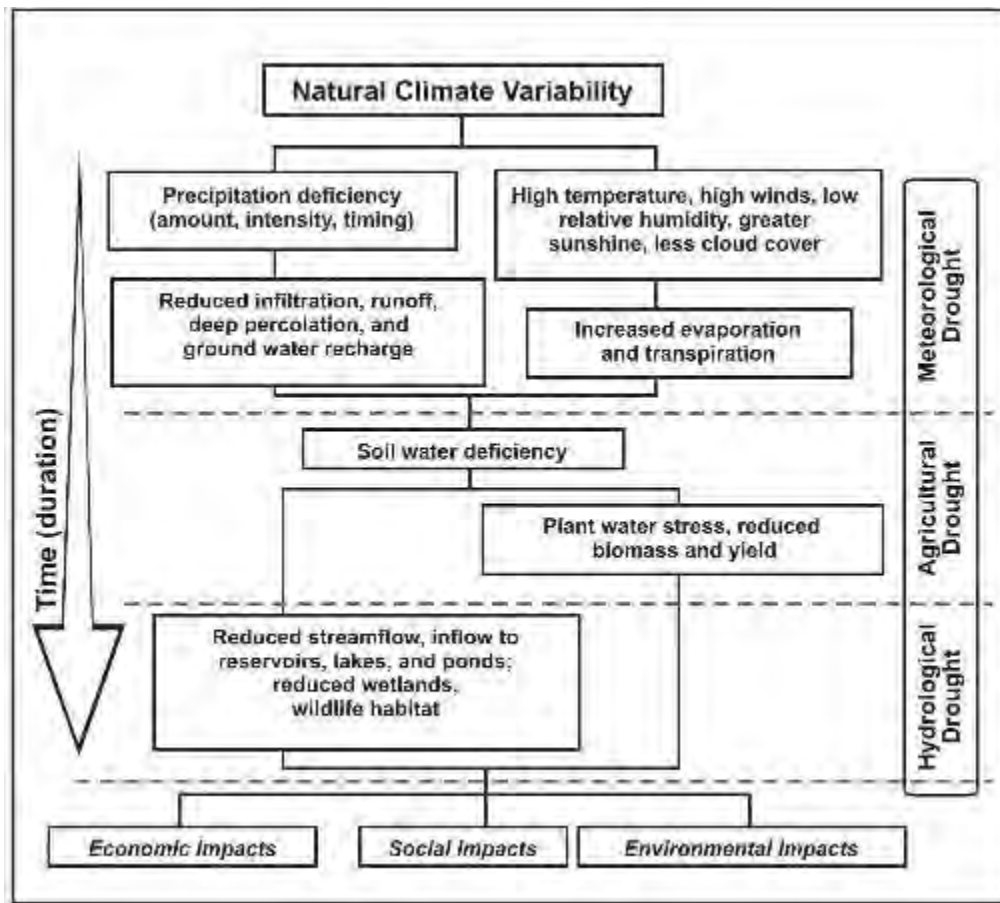 Natural Climate Variability
Precipitation deficiency
(amount, intensity, timing)
High temperature, high winds, low
relative humidity, greater
sunshine, less cloud cover
Reduced infiltration, runoff,
deep percolation, and
ground water recharge
Increased evaporation
and transpiration
Meteorological
Drought
Time (duration)
Soil water deficiency
Plant water stress, reduced
biomass and yield
Agricultural
Drought
Reduced streamflow, inflow to
reservoirs, lakes, and ponds;
reduced wetlands,
wildlife habitat
Hydrological
Drought
Economic Impacts
Social Impacts
Environmental Impacts